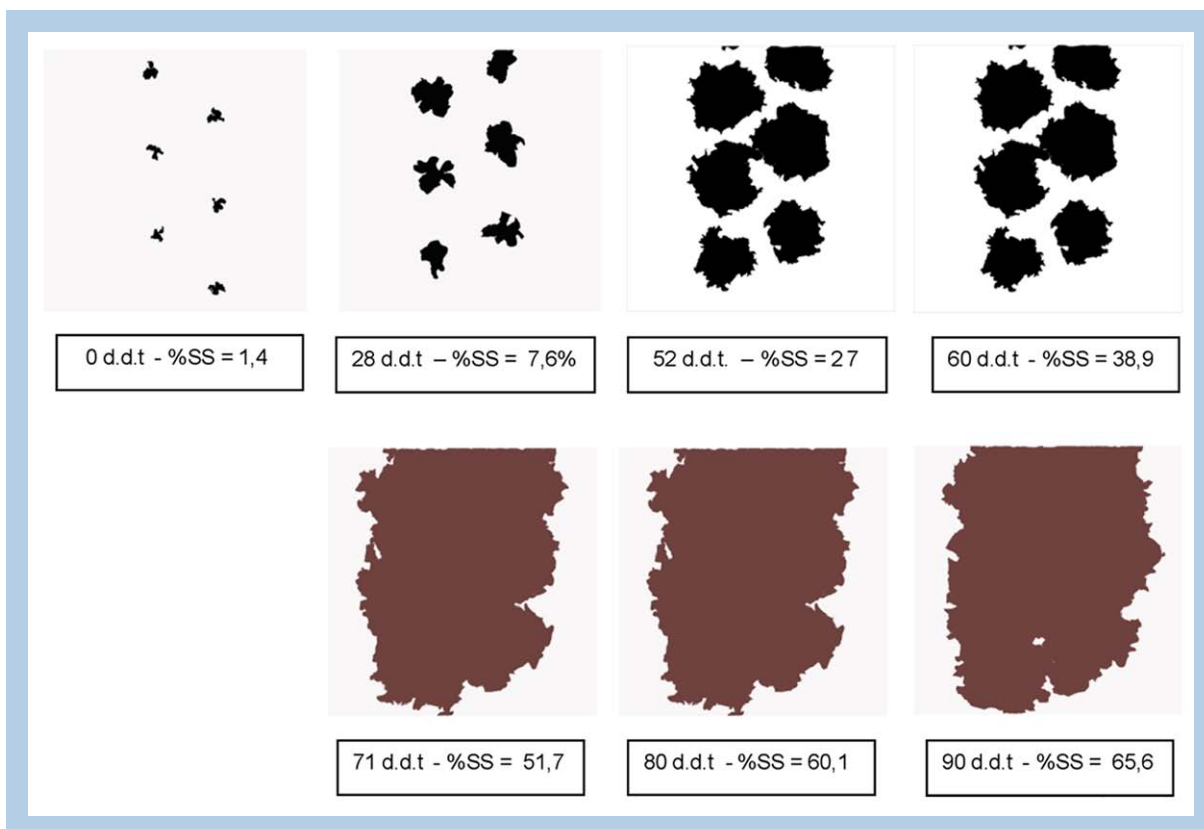 0 d.d.t - %SS = 1,4
28 d.d.t – %SS = 7,6%
52 d.d.t. – %SS = 27
60 d.d.t - %SS = 38,9
71 d.d.t - %SS = 51,7
80 d.d.t - %SS = 60,1
90 d.d.t - %SS = 65,6